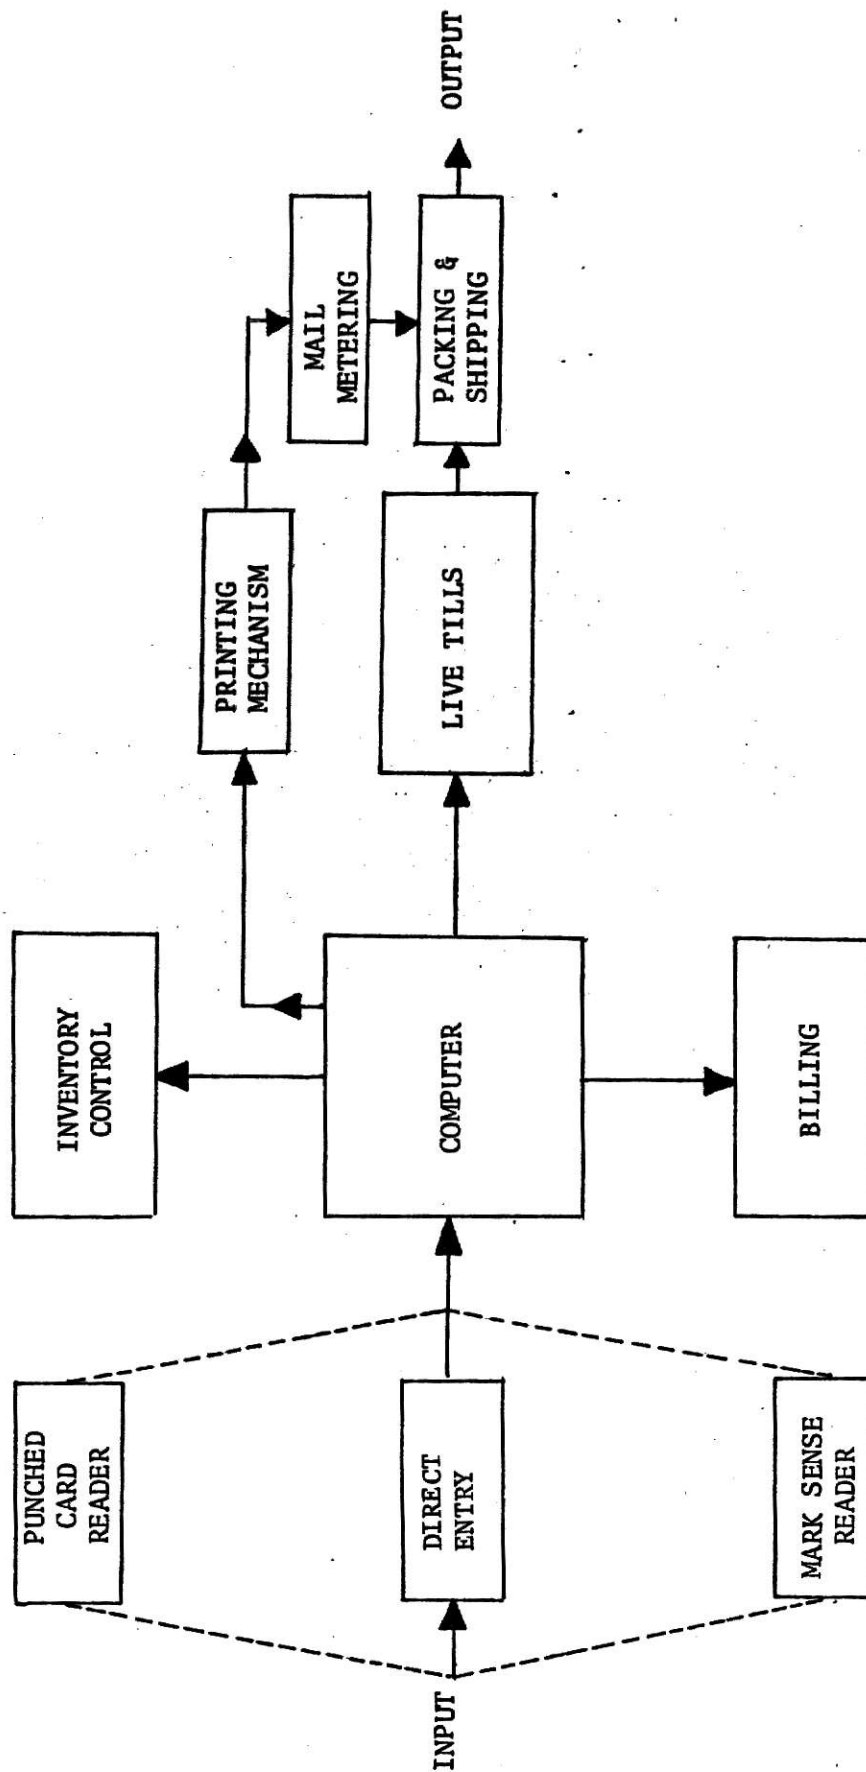 INPUT
PUNCHED
CARD
READER
DIRECT
ENTRY
MARK SENSE
READER
INVENTORY
CONTROL
COMPUTER
BILLING
PRINTING
MECHANISM
LIVE TILLS
MAIL
METERING
PACKING &
SHIPPING
OUTPUT